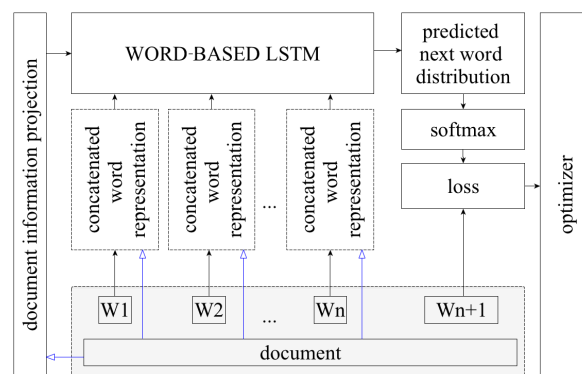 document information projection
WORD-BASED LSTM
predicted
next word
distribution
softmax
loss
optimizer
concatenated
word
representation
concatenated
word
representation
...
concatenated
word
representation
W1
W2
...
Wn
Wn+1
document